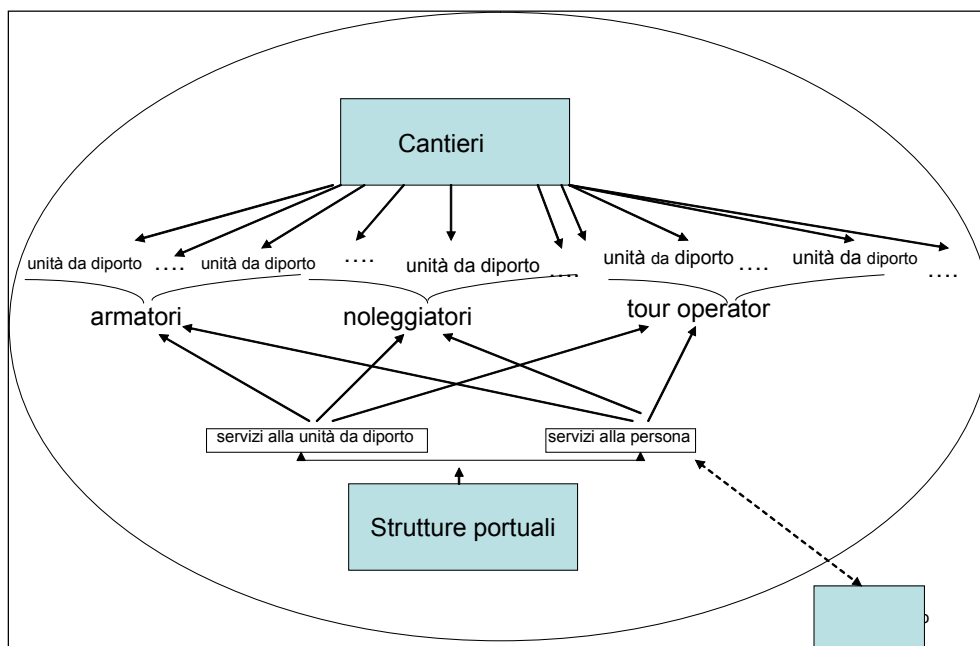 Cantieri
unità da diporto .... unità da diporto .... unità da diporto .... unità da diporto .... unità da diporto ....
armatori noleggiatori tour operator
servizi alla unità da diporto servizi alla persona
Strutture portuali